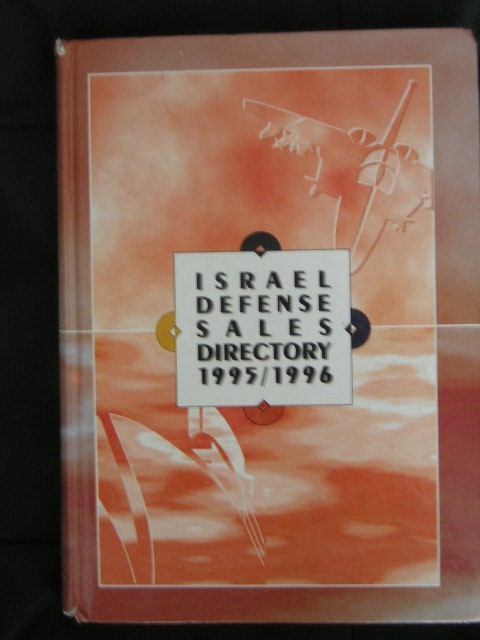 ISRAEL
DEFENSE
SALES
DIRECTORY
1995/1996